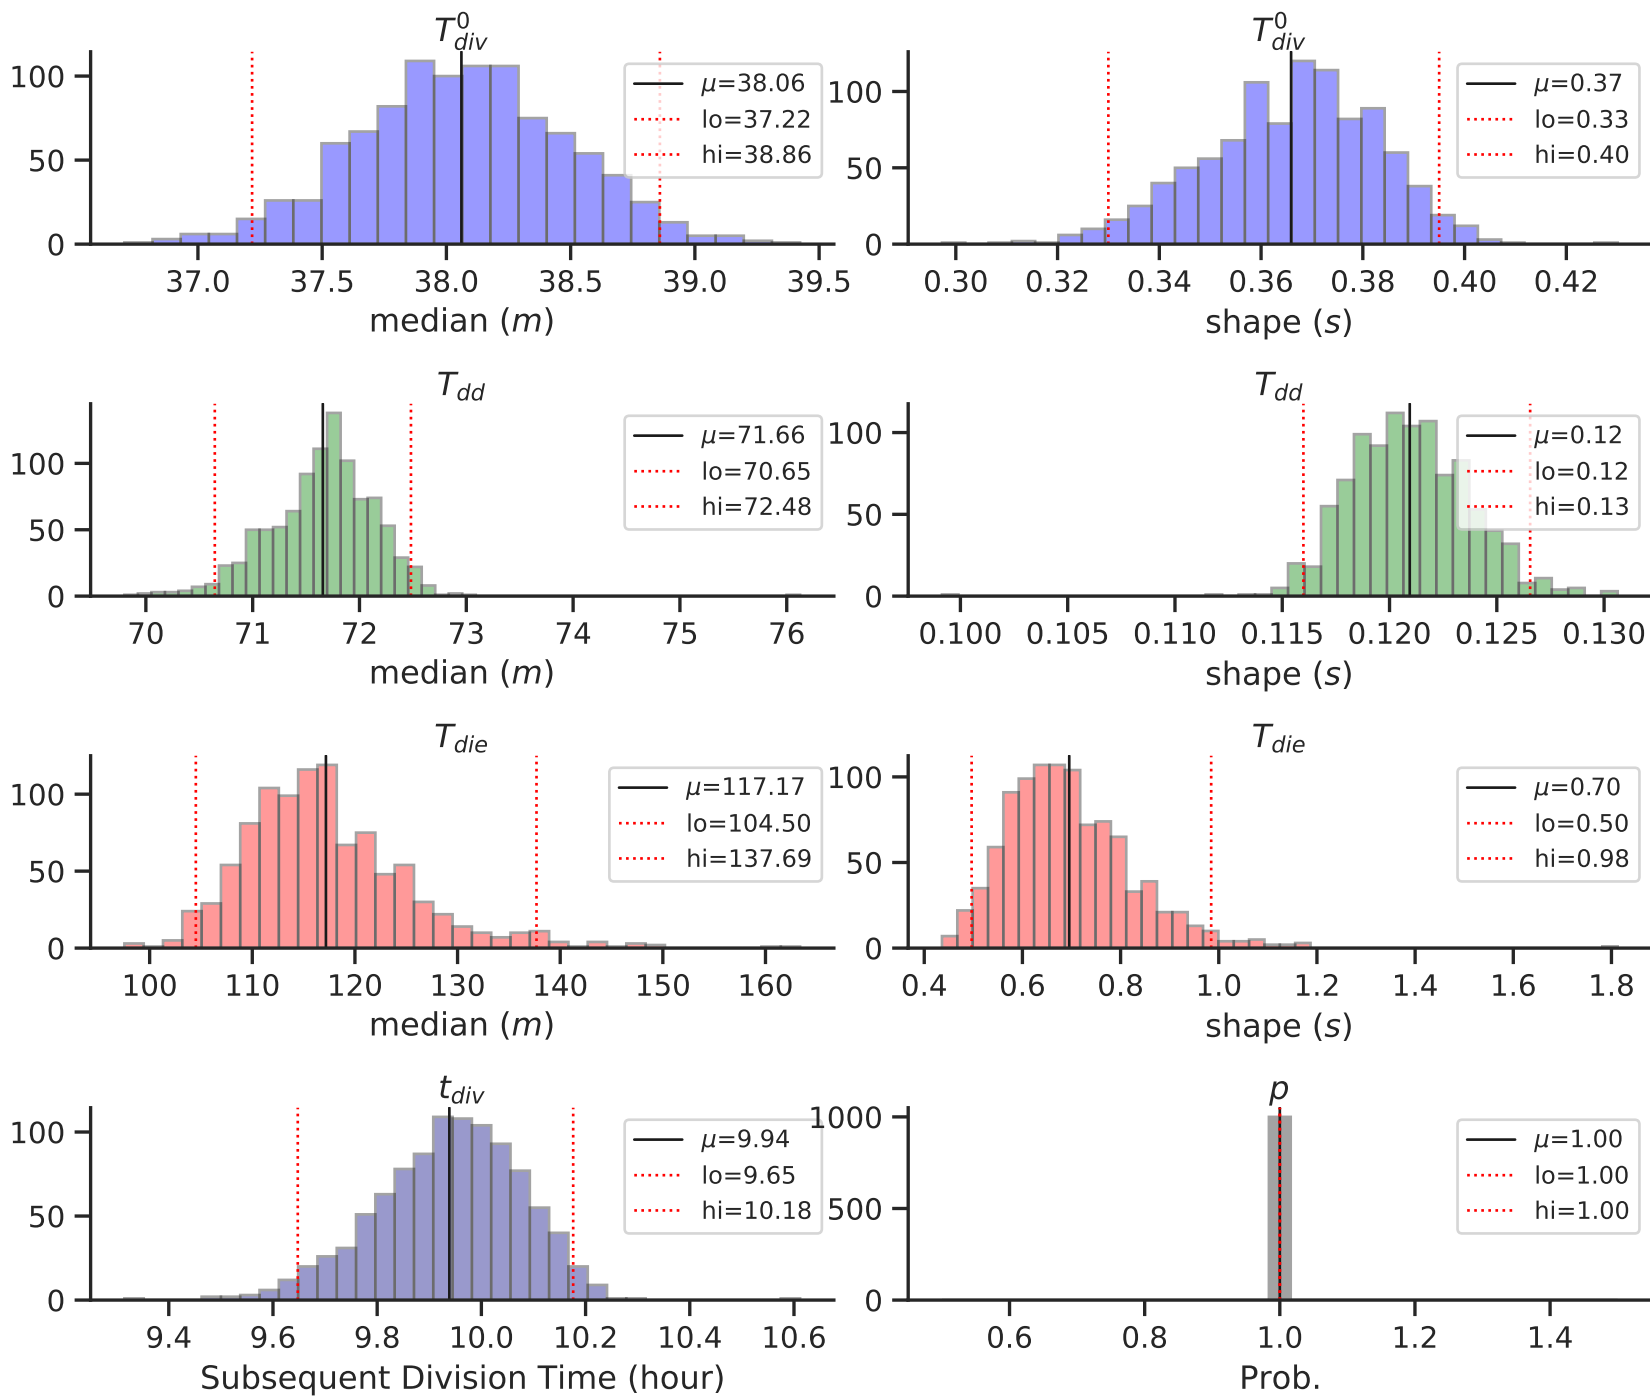 T⁰div
100
50
0
μ=38.06
lo=37.22
hi=38.86
37.0 37.5 38.0 38.5 39.0 39.5
median (m)
T⁰div
100
50
0
μ=0.37
lo=0.33
hi=0.40
0.30 0.32 0.34 0.36 0.38 0.40 0.42
shape (s)
Tdd
100
50
0
μ=71.66
lo=70.65
hi=72.48
70 71 72 73 74 75 76
median (m)
Tdd
100
50
0
μ=0.12
lo=0.12
hi=0.13
0.100 0.105 0.110 0.115 0.120 0.125 0.130
shape (s)
Tdie
100
50
0
μ=117.17
lo=104.50
hi=137.69
100 110 120 130 140 150 160
median (m)
Tdie
100
50
0
μ=0.70
lo=0.50
hi=0.98
0.4 0.6 0.8 1.0 1.2 1.4 1.6 1.8
shape (s)
tdiv
100
50
0
μ=9.94
lo=9.65
hi=10.18
9.4 9.6 9.8 10.0 10.2 10.4 10.6
Subsequent Division Time (hour)
p
1000
500
0
μ=1.00
lo=1.00
hi=1.00
0.6 0.8 1.0 1.2 1.4
Prob.